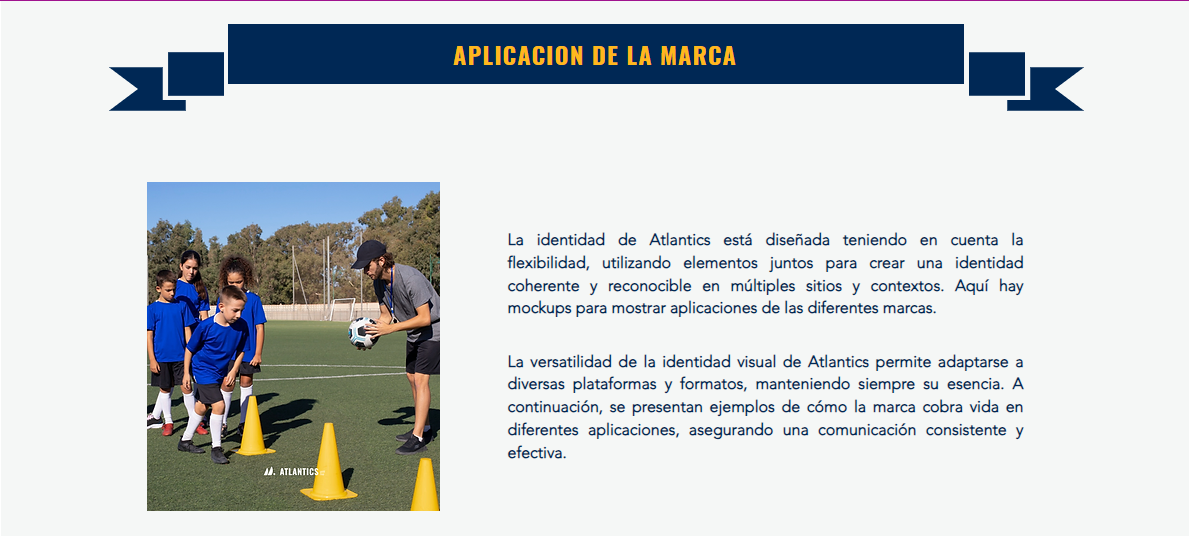 APLICACION DE LA MARCA
La identidad de Atlantics está diseñada teniendo en cuenta la
flexibilidad, utilizando elementos juntos para crear una identidad
coherente y reconocible en múltiples sitios y contextos. Aquí hay
mockups para mostrar aplicaciones de las diferentes marcas.
La versatilidad de la identidad visual de Atlantics permite adaptarse a
diversas plataformas y formatos, manteniendo siempre su esencia. A
continuación, se presentan ejemplos de cómo la marca cobra vida en
diferentes aplicaciones, asegurando una comunicación consistente y
efectiva.
ATLANTICS